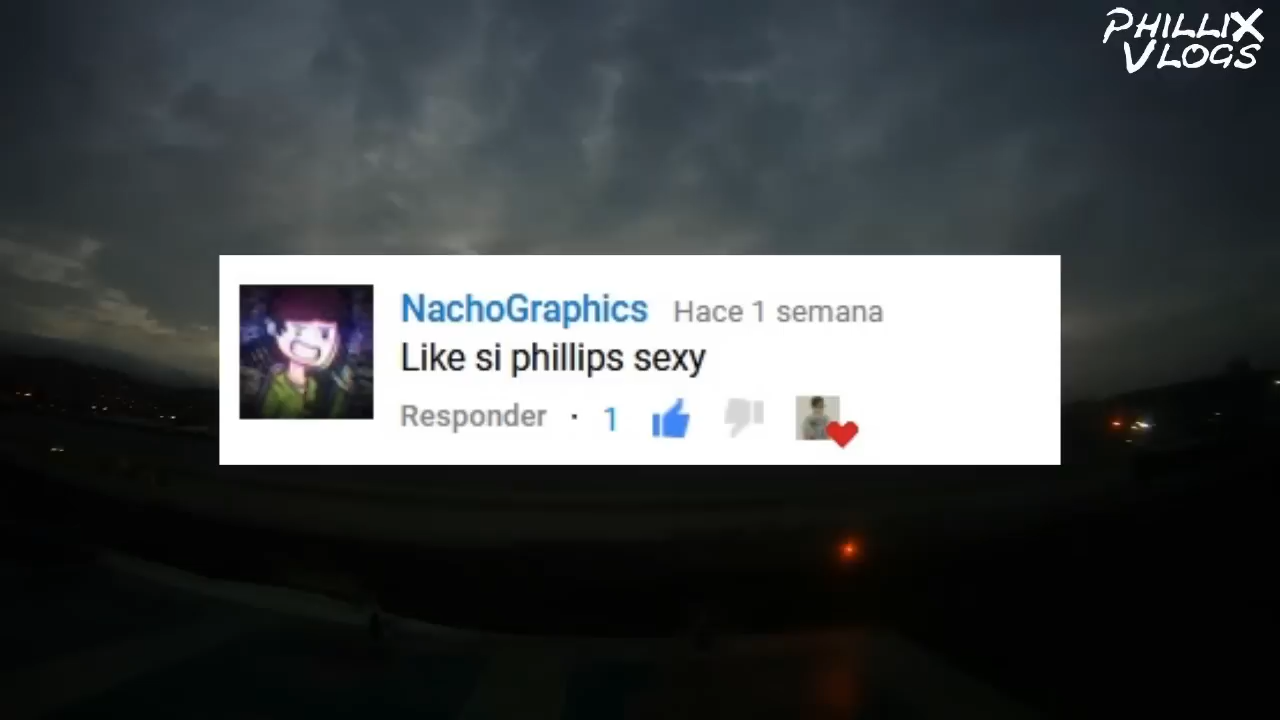 PHILLIX
VLOGS
NachoGraphics Hace 1 semana
Like si phillips sexy
Responder · 1